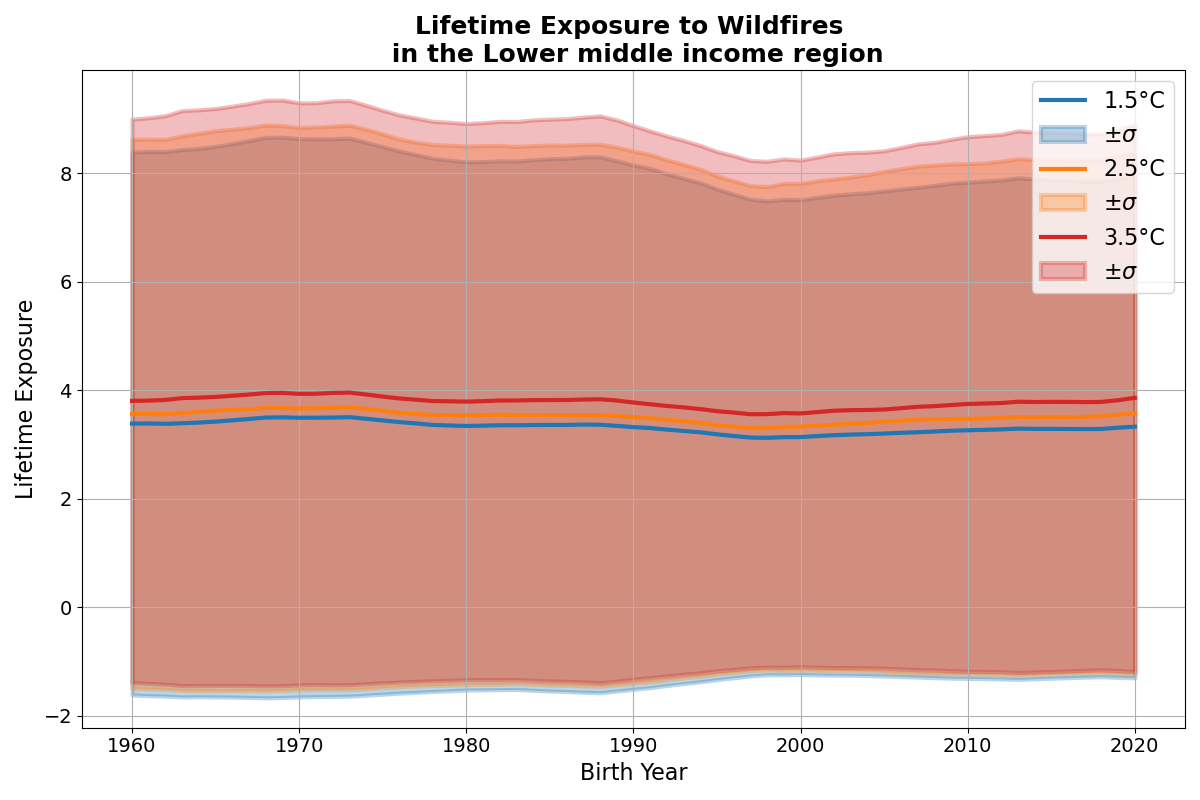 Lifetime Exposure to Wildfires
in the Lower middle income region
Lifetime Exposure
8
6
4
2
0
−2
1960
1970
1980
1990
2000
2010
2020
Birth Year
1.5°C
±σ
2.5°C
±σ
3.5°C
±σ